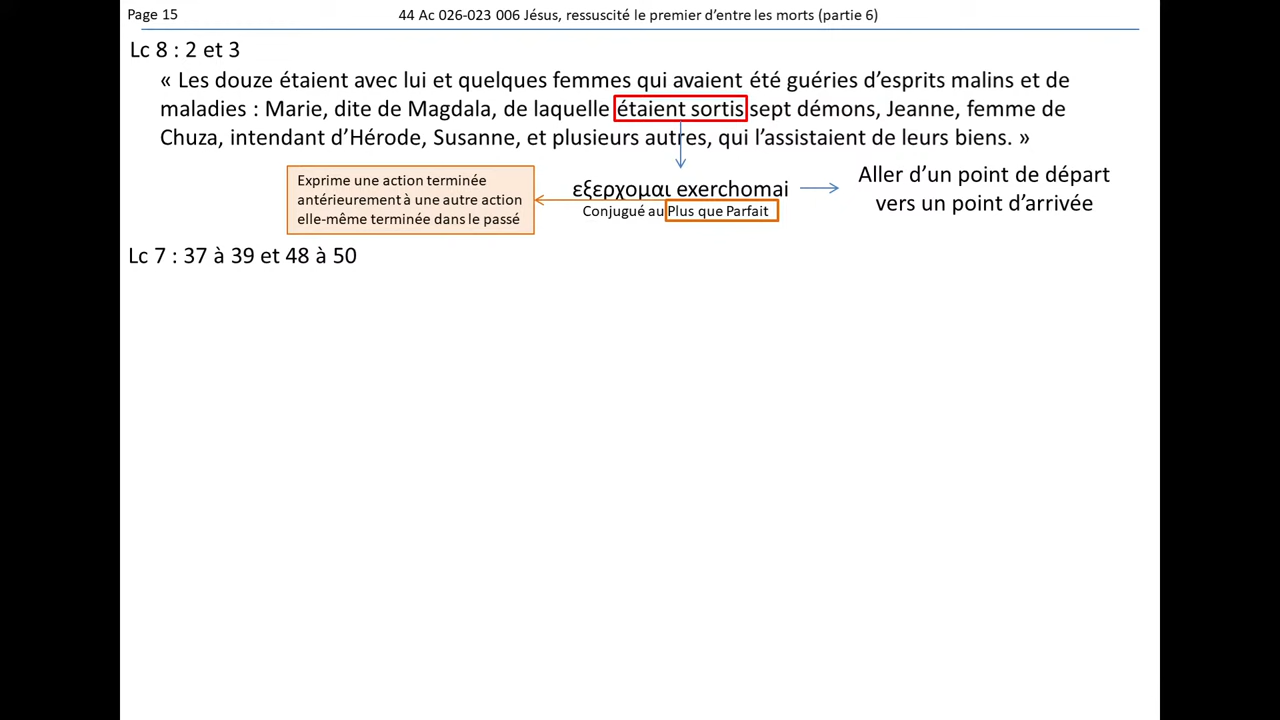 Page 15
44 Ac 026-023 006 Jésus, ressuscité le premier d’entre les morts (partie 6)
Lc 8 : 2 et 3
« Les douze étaient avec lui et quelques femmes qui avaient été guéries d’esprits malins et de
maladies : Marie, dite de Magdala, de laquelle étaient sortis sept démons, Jeanne, femme de
Chuza, intendant d’Hérode, Susanne, et plusieurs autres, qui l’assistaient de leurs biens. »
Exprime une action terminée
antérieurement à une autre action
elle-même terminée dans le passé
εξερχομαι exerchomai
Conjugué au Plus que Parfait
Aller d’un point de départ
vers un point d’arrivée
Lc 7 : 37 à 39 et 48 à 50